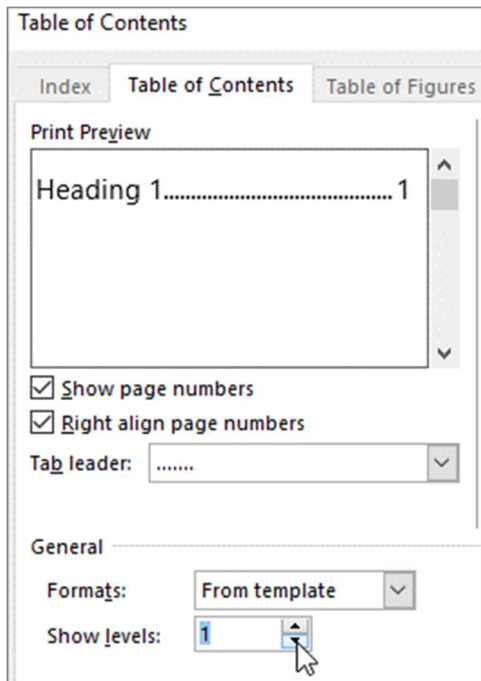 Table of Contents
Index Table of Contents Table of Figures
Print Preview
Heading 1............................................ 1
Show page numbers
Right align page numbers
Tab leader: .......
General
Formats: From template
Show levels: 1